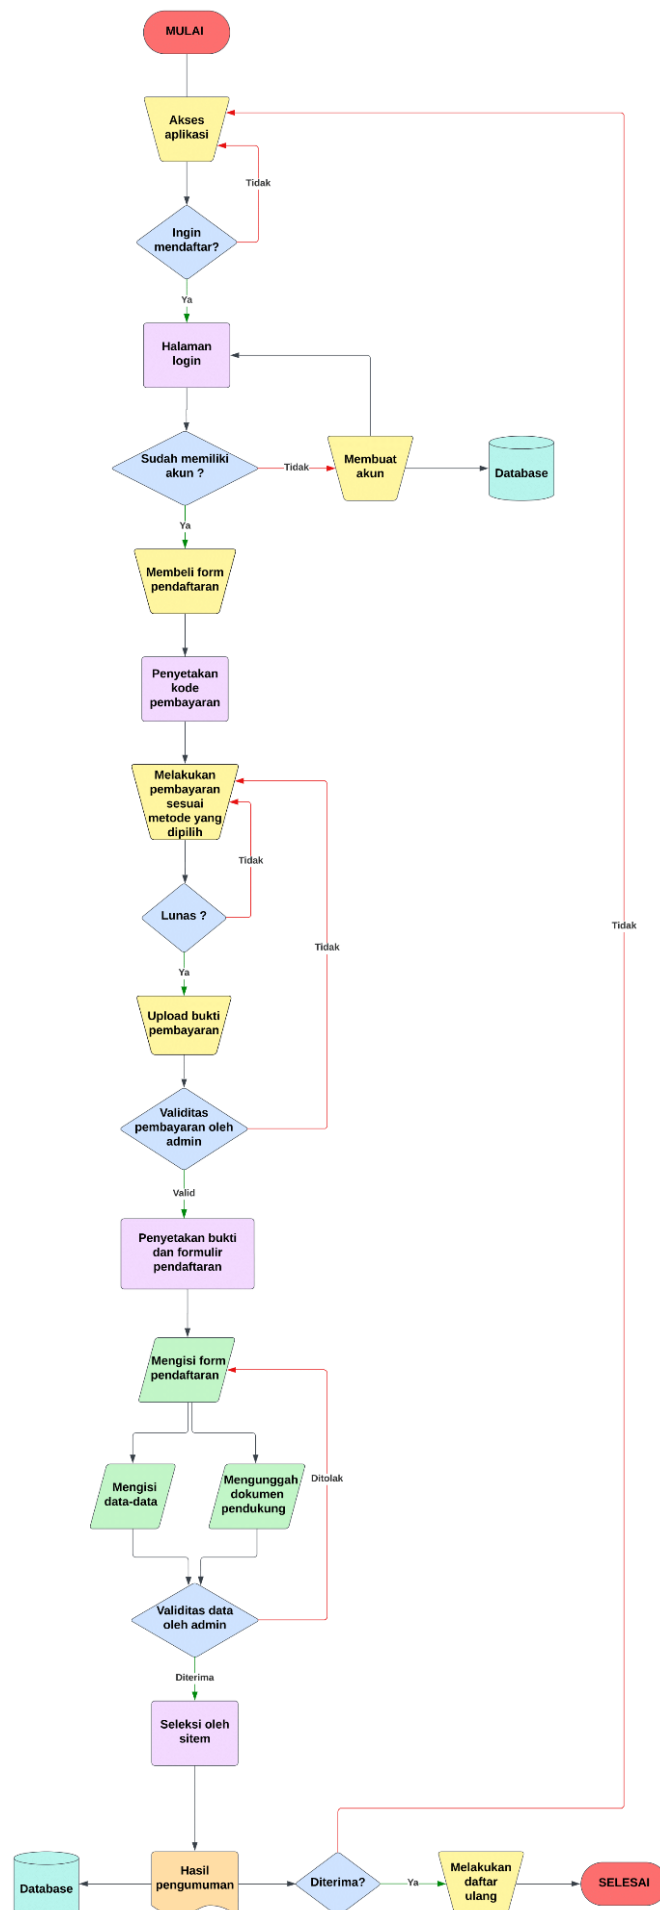 MULAI
Akses
aplikasi
Tidak
Ingin
mendaftar?
Ya
Halaman
login
Sudah memiliki
akun ?
Tidak
Membuat
akun
Database
Ya
Membeli form
pendaftaran
Penyetakan
kode
pembayaran
Melakukan
pembayaran
sesuai
metode yang
dipilih
Tidak
Lunas ?
Tidak
Tidak
Ya
Upload bukti
pembayaran
Validitas
pembayaran oleh
admin
Valid
Penyetakan bukti
dan formulir
pendaftaran
Mengisi form
pendaftaran
Mengisi
data-data
Mengunggah
dokumen
pendukung
Ditolak
Validitas data
oleh admin
Diterima
Seleksi oleh
sitem
Database
Hasil
pengumuman
Diterima?
Ya
Melakukan
daftar
ulang
SELESAI